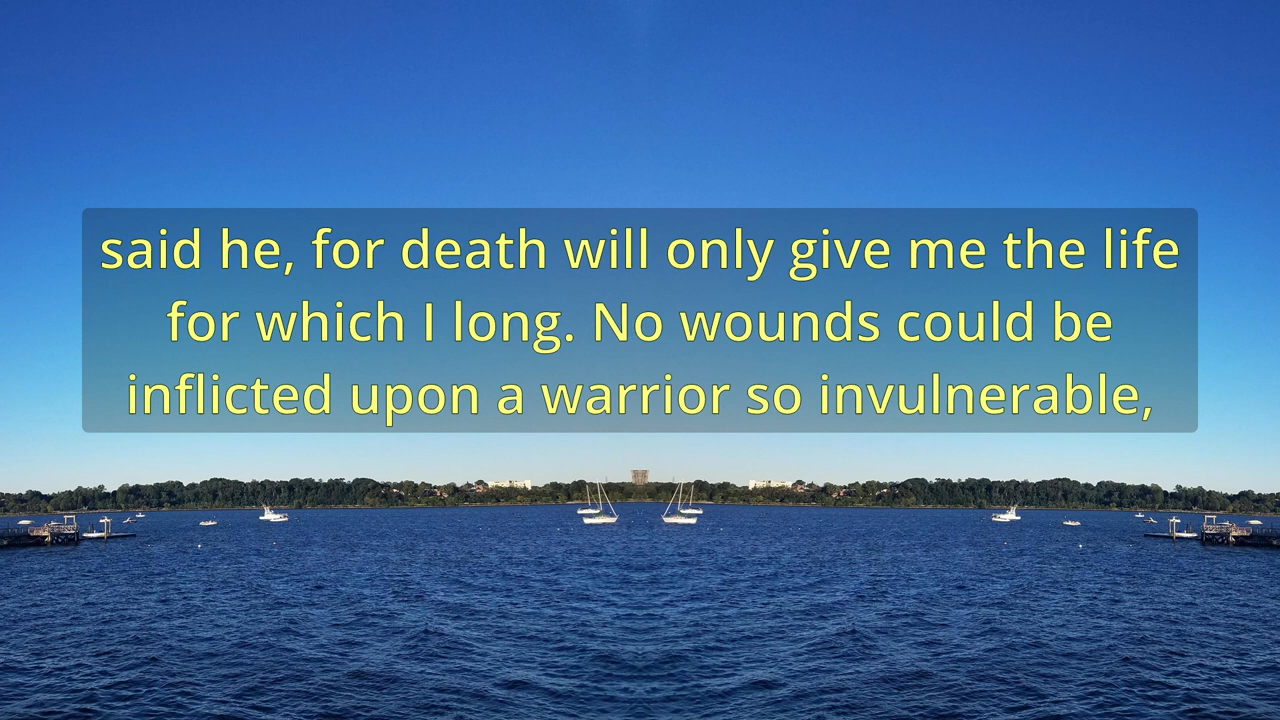 said he, for death will only give me the life
for which I long. No wounds could be
inflicted upon a warrior so invulnerable,